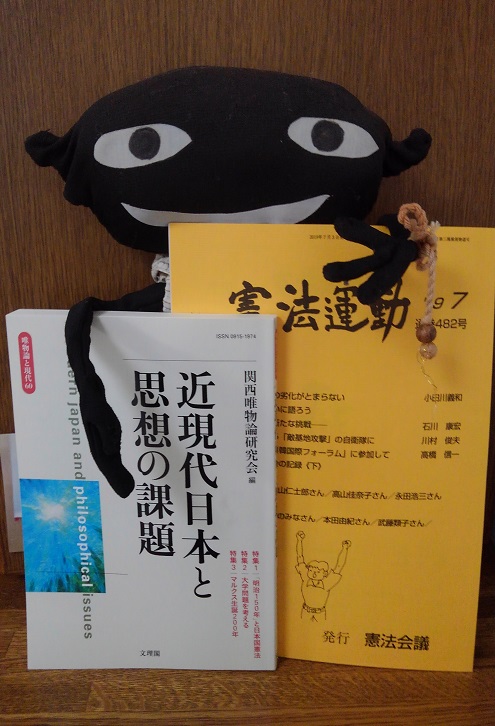 ISSN 0915-1974
唯物論と現代 60
関西唯物論研究会 編
近現代日本と
思想の課題
ern Japan and philosophical issues
特集1 「明治150年」と日本国憲法
特集2 大学問題を考える
特集3 マルクス生誕200年
文理閣
憲法運動
9 7
482号
劣化がとまらない
小田川義和
に語ろう
たな挑戦――
石川 康宏
「敵基地攻撃」の自衛隊に
川村 俊夫
韓国際フォーラム」に参加して
高橋 信一
の記録〈下〉
山仁士郎さん/高山佳奈子さん/永田浩三さん
のみなさん/本田由紀さん/武藤類子さん/
発行 憲法会議